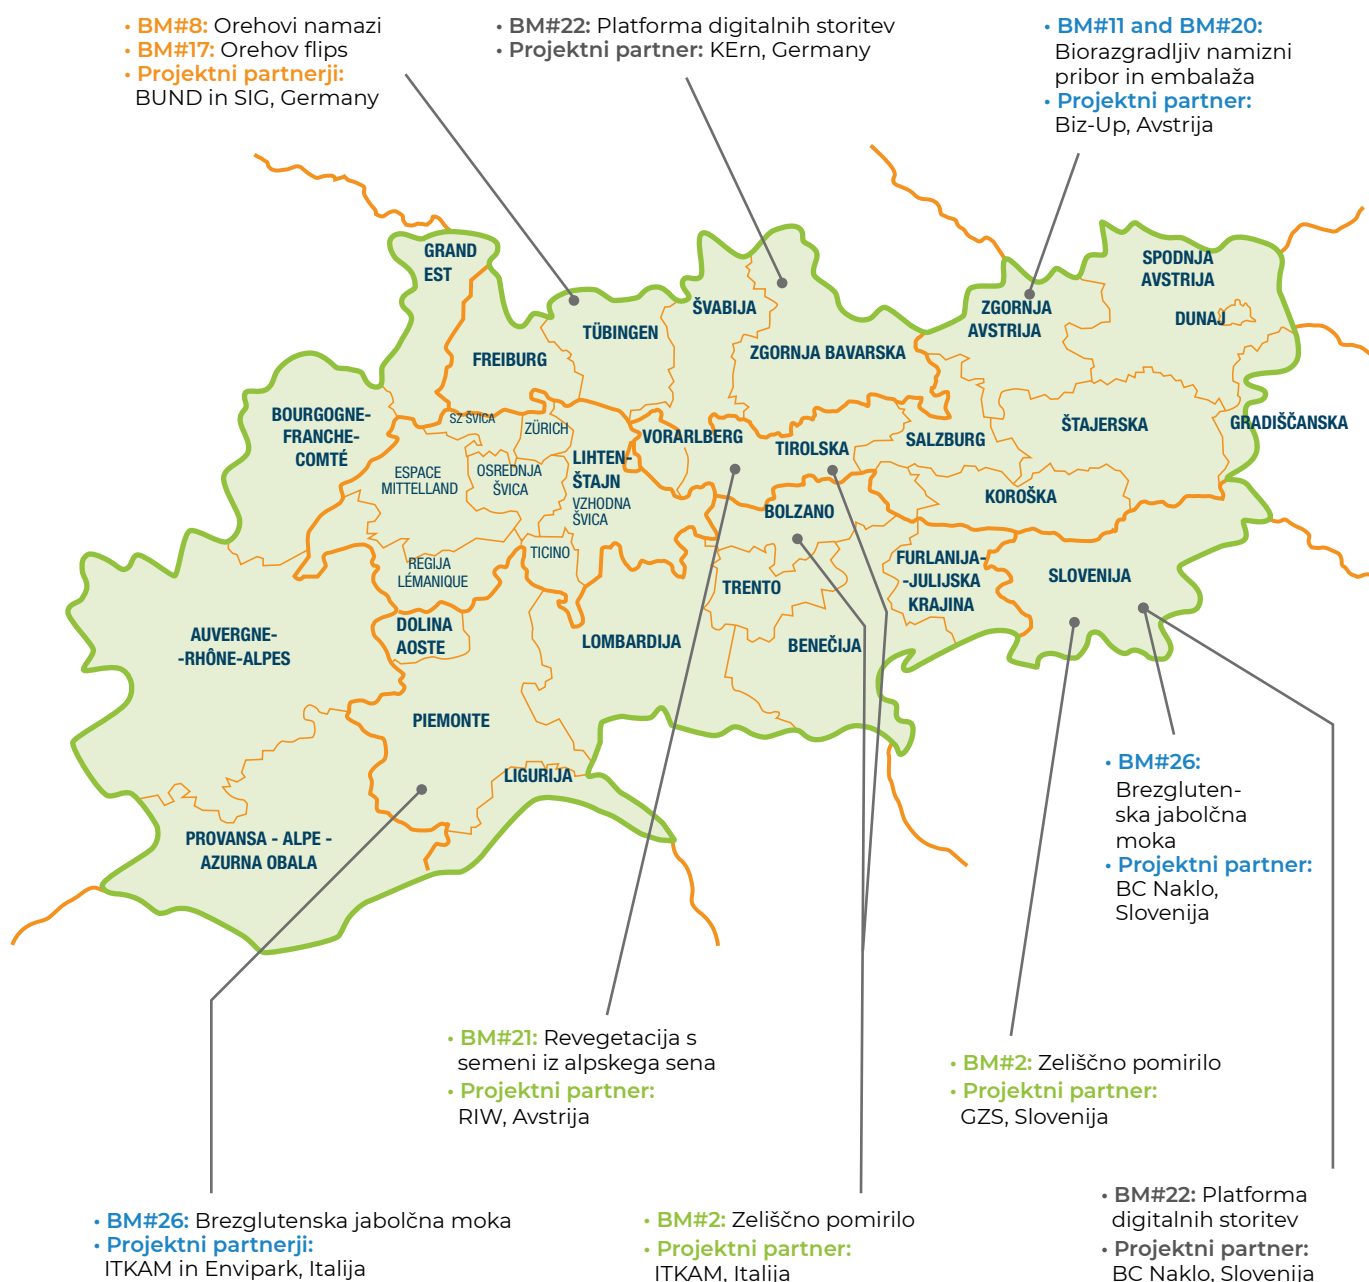 • BM#8: Orehovi namazi
• BM#17: Orehov flips
• Projektni partnerji:
BUND in SIG, Germany
• BM#22: Platforma digitalnih storitev
• Projektni partner: KErn, Germany
• BM#11 and BM#20:
Biorazgradljiv namizni
pribor in embalaža
• Projektni partner:
Biz-Up, Avstrija
GRAND
EST
FREIBURG
TÜBINGEN
ŠVABIJA
ZGORNJA BAVARSKA
ZGORNJA
AVSTRIJA
SPODNJA
AVSTRIJA
DUNAJ
BOURGOGNE-
FRANCHE-
COMTÉ
SZ ŠVICA
ZÜRICH
VORARLBERG
TIROLSKA
SALZBURG
ŠTAJERSKA
GRADIŠČANSKA
ESPACE
MITTELLAND
OSREDNJA
ŠVICA
LIHTEN-
ŠTAJN
VZHODNA
ŠVICA
BOLZANO
KOROŠKA
REGIJA
LÉMANIQUE
TICINO
TRENTO
FURLANIJA-
-JULIJSKA
KRAJINA
SLOVENIJA
AUVERGNE-
-RHÔNE-ALPES
DOLINA
AOSTE
LOMBARDIJA
BENEČIJA
PIEMONTE
LIGURIJA
PROVANSA - ALPE -
AZURNA OBALA
• BM#26:
Brezgluten-
ska jabolčna
moka
• Projektni partner:
BC Naklo,
Slovenija
• BM#21: Revegetacija s
semeni iz alpskega sena
• Projektni partner:
RIW, Avstrija
• BM#2: Zeliščno pomirilo
• Projektni partner:
GZS, Slovenija
• BM#26: Brezglutenska jabolčna moka
• Projektni partnerji:
ITKAM in Envipark, Italija
• BM#2: Zeliščno pomirilo
• Projektni partner:
ITKAM, Italija
• BM#22: Platforma
digitalnih storitev
• Projektni partner:
BC Naklo, Slovenija